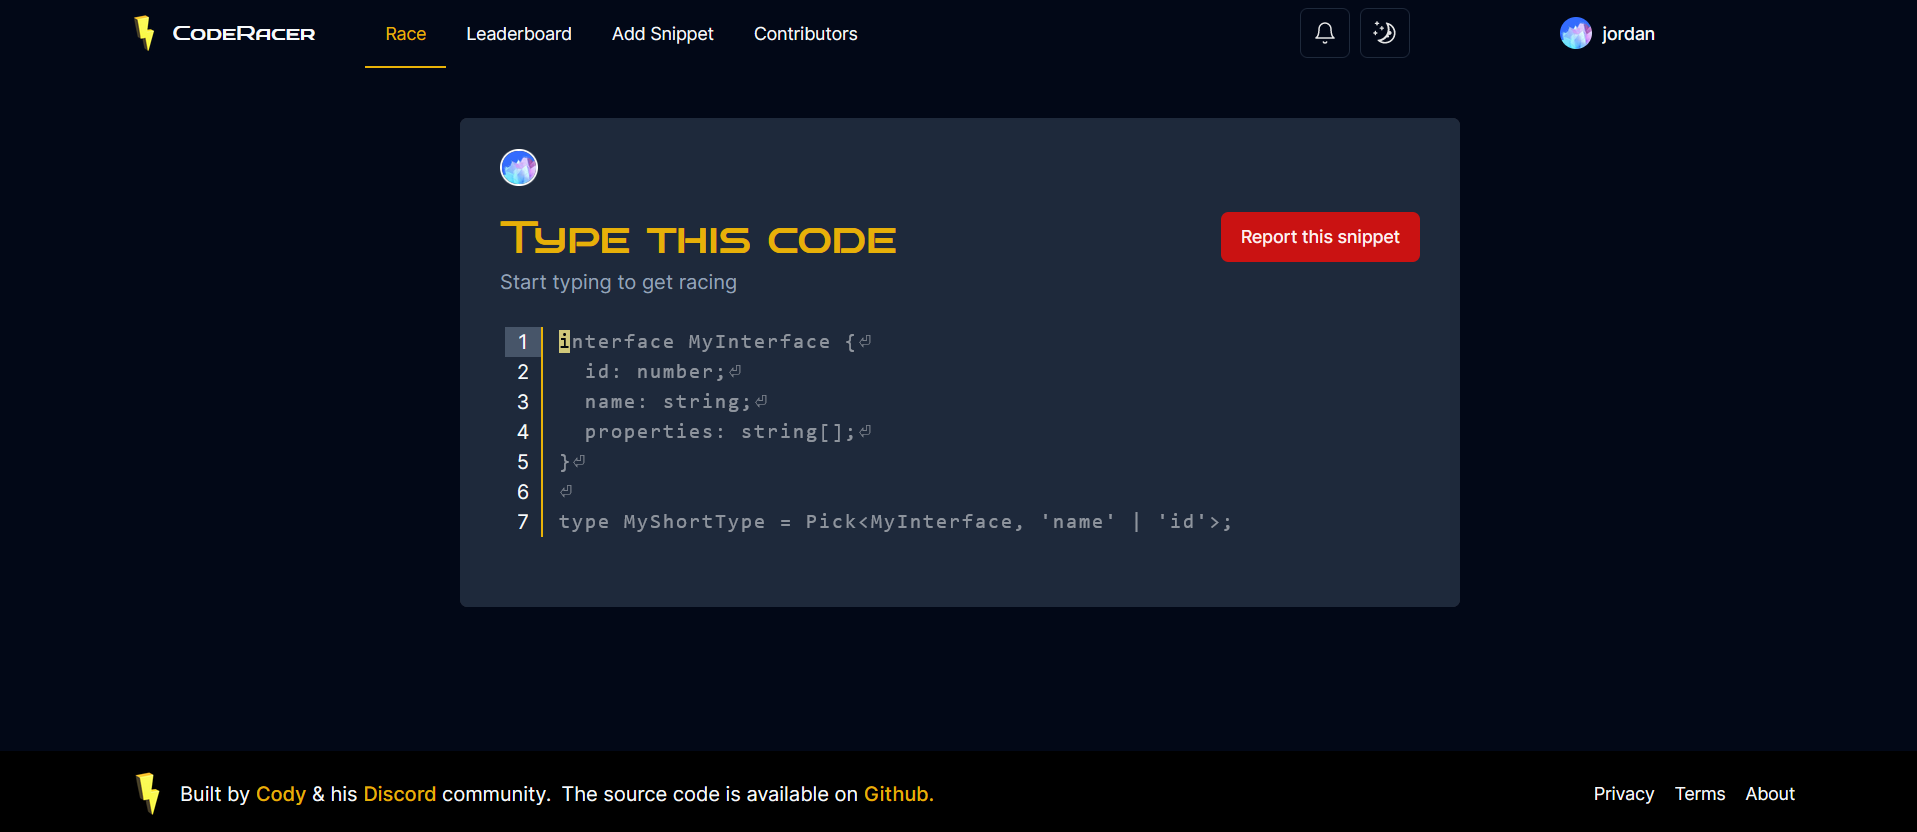 CodeRacer Race Leaderboard Add Snippet Contributors jordan
Type this code
Report this snippet
Start typing to get racing
1 interface MyInterface {⏎
2   id: number;⏎
3   name: string;⏎
4   properties: string[];⏎
5 }⏎
6 ⏎
7 type MyShortType = Pick<MyInterface, 'name' | 'id'>;
Built by Cody & his Discord community. The source code is available on Github. Privacy Terms About